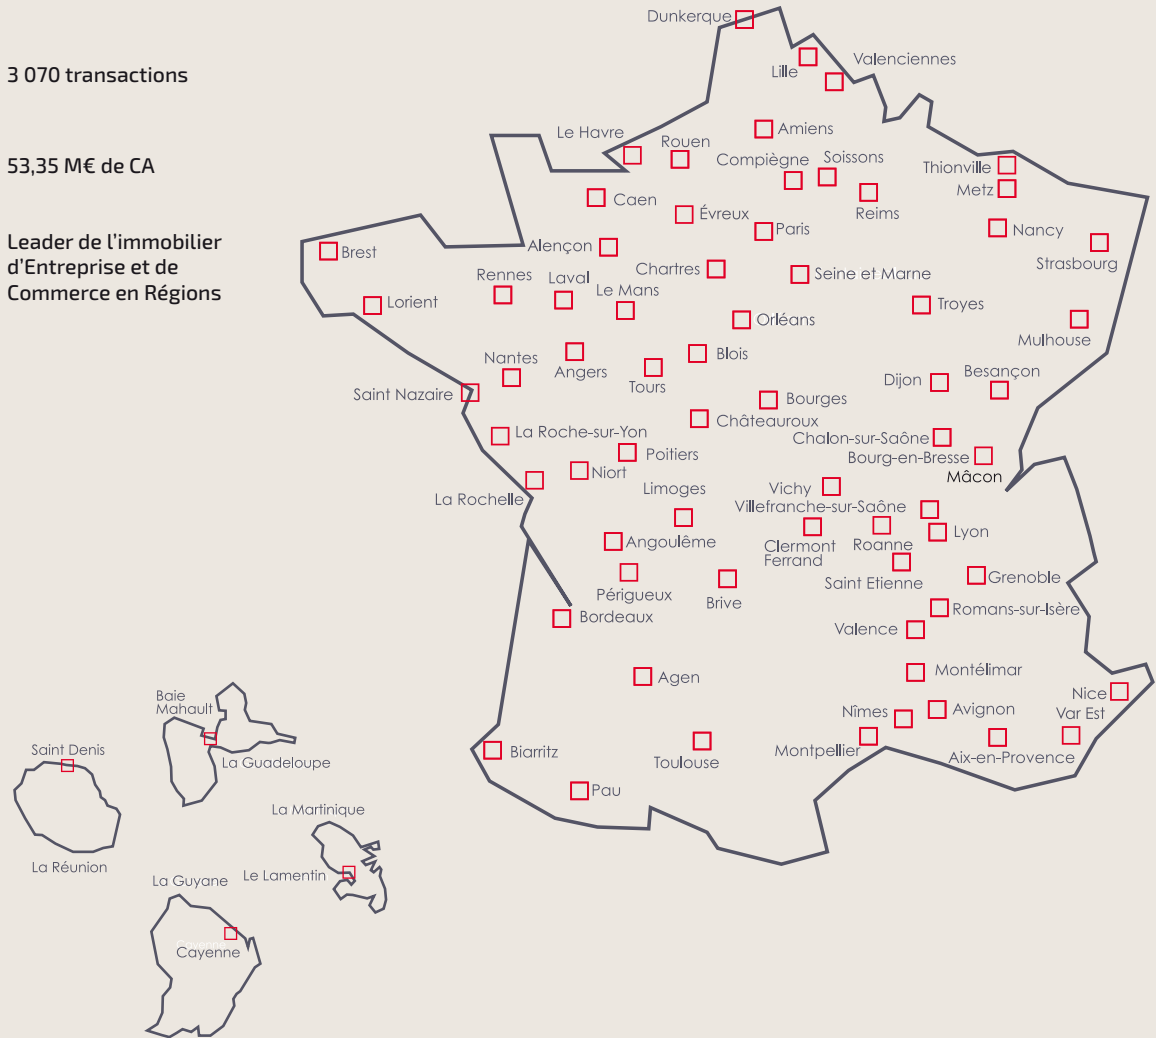 3 070 transactions
53,35 M€ de CA
Leader de l’immobilier
d’Entreprise et de
Commerce en Régions
Dunkerque
Lille
Valenciennes
Amiens
Le Havre
Rouen
Compiègne
Soissons
Thionville
Metz
Reims
Caen
Évreux
Paris
Nancy
Strasbourg
Brest
Alençon
Chartres
Seine et Marne
Rennes
Laval
Le Mans
Lorient
Orléans
Troyes
Mulhouse
Nantes
Angers
Tours
Blois
Dijon
Besançon
Saint Nazaire
Bourges
Châteauroux
La Roche-sur-Yon
Chalon-sur-Saône
Poitiers
Bourg-en-Bresse
Niort
Mâcon
La Rochelle
Limoges
Vichy
Villefranche-sur-Saône
Angoulême
Clermont
Ferrand
Roanne
Lyon
Saint Etienne
Grenoble
Périgueux
Brive
Romans-sur-Isère
Bordeaux
Valence
Agen
Montélimar
Nice
Nîmes
Avignon
Var Est
Biarritz
Toulouse
Montpellier
Aix-en-Provence
Pau
Baie
Mahault
Saint Denis
La Guadeloupe
La Martinique
La Réunion
La Guyane
Le Lamentin
Cayenne
Cayenne